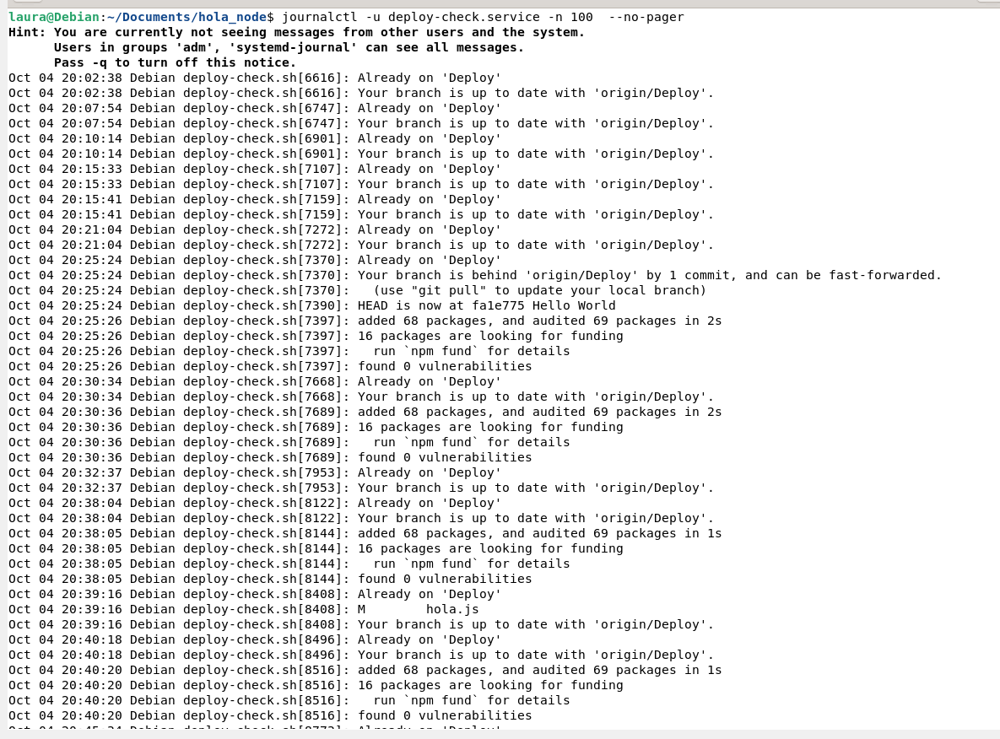 laura@Debian:~/Documents/hola_node$ journalctl -u deploy-check.service -n 100  --no-pager
Hint: You are currently not seeing messages from other users and the system.
      Users in groups 'adm', 'systemd-journal' can see all messages.
      Pass -q to turn off this notice.
Oct 04 20:02:38 Debian deploy-check.sh[6616]: Already on 'Deploy'
Oct 04 20:02:38 Debian deploy-check.sh[6616]: Your branch is up to date with 'origin/Deploy'.
Oct 04 20:07:54 Debian deploy-check.sh[6747]: Already on 'Deploy'
Oct 04 20:07:54 Debian deploy-check.sh[6747]: Your branch is up to date with 'origin/Deploy'.
Oct 04 20:10:14 Debian deploy-check.sh[6901]: Already on 'Deploy'
Oct 04 20:10:14 Debian deploy-check.sh[6901]: Your branch is up to date with 'origin/Deploy'.
Oct 04 20:15:33 Debian deploy-check.sh[7107]: Already on 'Deploy'
Oct 04 20:15:33 Debian deploy-check.sh[7107]: Your branch is up to date with 'origin/Deploy'.
Oct 04 20:15:41 Debian deploy-check.sh[7159]: Already on 'Deploy'
Oct 04 20:15:41 Debian deploy-check.sh[7159]: Your branch is up to date with 'origin/Deploy'.
Oct 04 20:21:04 Debian deploy-check.sh[7272]: Already on 'Deploy'
Oct 04 20:21:04 Debian deploy-check.sh[7272]: Your branch is up to date with 'origin/Deploy'.
Oct 04 20:25:24 Debian deploy-check.sh[7370]: Already on 'Deploy'
Oct 04 20:25:24 Debian deploy-check.sh[7370]: Your branch is behind 'origin/Deploy' by 1 commit, and can be fast-forwarded.
Oct 04 20:25:24 Debian deploy-check.sh[7370]:   (use "git pull" to update your local branch)
Oct 04 20:25:24 Debian deploy-check.sh[7390]: HEAD is now at fa1e775 Hello World
Oct 04 20:25:26 Debian deploy-check.sh[7397]: added 68 packages, and audited 69 packages in 2s
Oct 04 20:25:26 Debian deploy-check.sh[7397]: 16 packages are looking for funding
Oct 04 20:25:26 Debian deploy-check.sh[7397]:   run `npm fund` for details
Oct 04 20:25:26 Debian deploy-check.sh[7397]: found 0 vulnerabilities
Oct 04 20:30:34 Debian deploy-check.sh[7668]: Already on 'Deploy'
Oct 04 20:30:34 Debian deploy-check.sh[7668]: Your branch is up to date with 'origin/Deploy'.
Oct 04 20:30:36 Debian deploy-check.sh[7689]: added 68 packages, and audited 69 packages in 2s
Oct 04 20:30:36 Debian deploy-check.sh[7689]: 16 packages are looking for funding
Oct 04 20:30:36 Debian deploy-check.sh[7689]:   run `npm fund` for details
Oct 04 20:30:36 Debian deploy-check.sh[7689]: found 0 vulnerabilities
Oct 04 20:32:37 Debian deploy-check.sh[7953]: Already on 'Deploy'
Oct 04 20:32:37 Debian deploy-check.sh[7953]: Your branch is up to date with 'origin/Deploy'.
Oct 04 20:38:04 Debian deploy-check.sh[8122]: Already on 'Deploy'
Oct 04 20:38:04 Debian deploy-check.sh[8122]: Your branch is up to date with 'origin/Deploy'.
Oct 04 20:38:05 Debian deploy-check.sh[8144]: added 68 packages, and audited 69 packages in 1s
Oct 04 20:38:05 Debian deploy-check.sh[8144]: 16 packages are looking for funding
Oct 04 20:38:05 Debian deploy-check.sh[8144]:   run `npm fund` for details
Oct 04 20:38:05 Debian deploy-check.sh[8144]: found 0 vulnerabilities
Oct 04 20:39:16 Debian deploy-check.sh[8408]: Already on 'Deploy'
Oct 04 20:39:16 Debian deploy-check.sh[8408]: M        hola.js
Oct 04 20:39:16 Debian deploy-check.sh[8408]: Your branch is up to date with 'origin/Deploy'.
Oct 04 20:40:18 Debian deploy-check.sh[8496]: Already on 'Deploy'
Oct 04 20:40:18 Debian deploy-check.sh[8496]: Your branch is up to date with 'origin/Deploy'.
Oct 04 20:40:20 Debian deploy-check.sh[8516]: added 68 packages, and audited 69 packages in 1s
Oct 04 20:40:20 Debian deploy-check.sh[8516]: 16 packages are looking for funding
Oct 04 20:40:20 Debian deploy-check.sh[8516]:   run `npm fund` for details
Oct 04 20:40:20 Debian deploy-check.sh[8516]: found 0 vulnerabilities